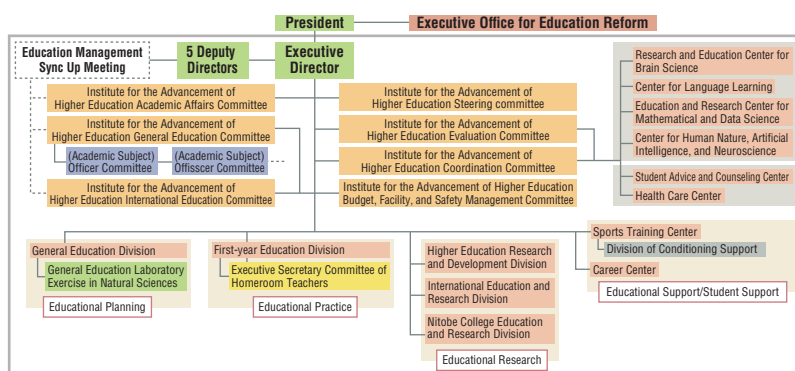 President
Executive Office for Education Reform
Education Management
Sync Up Meeting
5 Deputy
Directors
Executive
Director
Institute for the Advancement of
Higher Education Academic Affairs Committee
Institute for the Advancement of
Higher Education General Education Committee
(Academic Subject)
Officer Committee
(Academic Subject)
Offisscer Committee
Institute for the Advancement of
Higher Education International Education Committee
Institute for the Advancement of
Higher Education Steering committee
Institute for the Advancement of
Higher Education Evaluation Committee
Institute for the Advancement of
Higher Education Coordination Committee
Institute for the Advancement of Higher Education
Budget, Facility, and Safety Management Committee
Research and Education Center for
Brain Science
Center for Language Learning
Education and Research Center for
Mathematical and Data Science
Center for Human Nature, Artificial
Intelligence, and Neuroscience
Student Advice and Counseling Center
Health Care Center
General Education Division
General Education Laboratory
Exercise in Natural Sciences
Educational Planning
First-year Education Division
Executive Secretary Committee of
Homeroom Teachers
Educational Practice
Higher Education Research
and Development Division
International Education and
Research Division
Nitobe College Education
and Research Division
Educational Research
Sports Training Center
Division of Conditioning Support
Career Center
Educational Support/Student Support